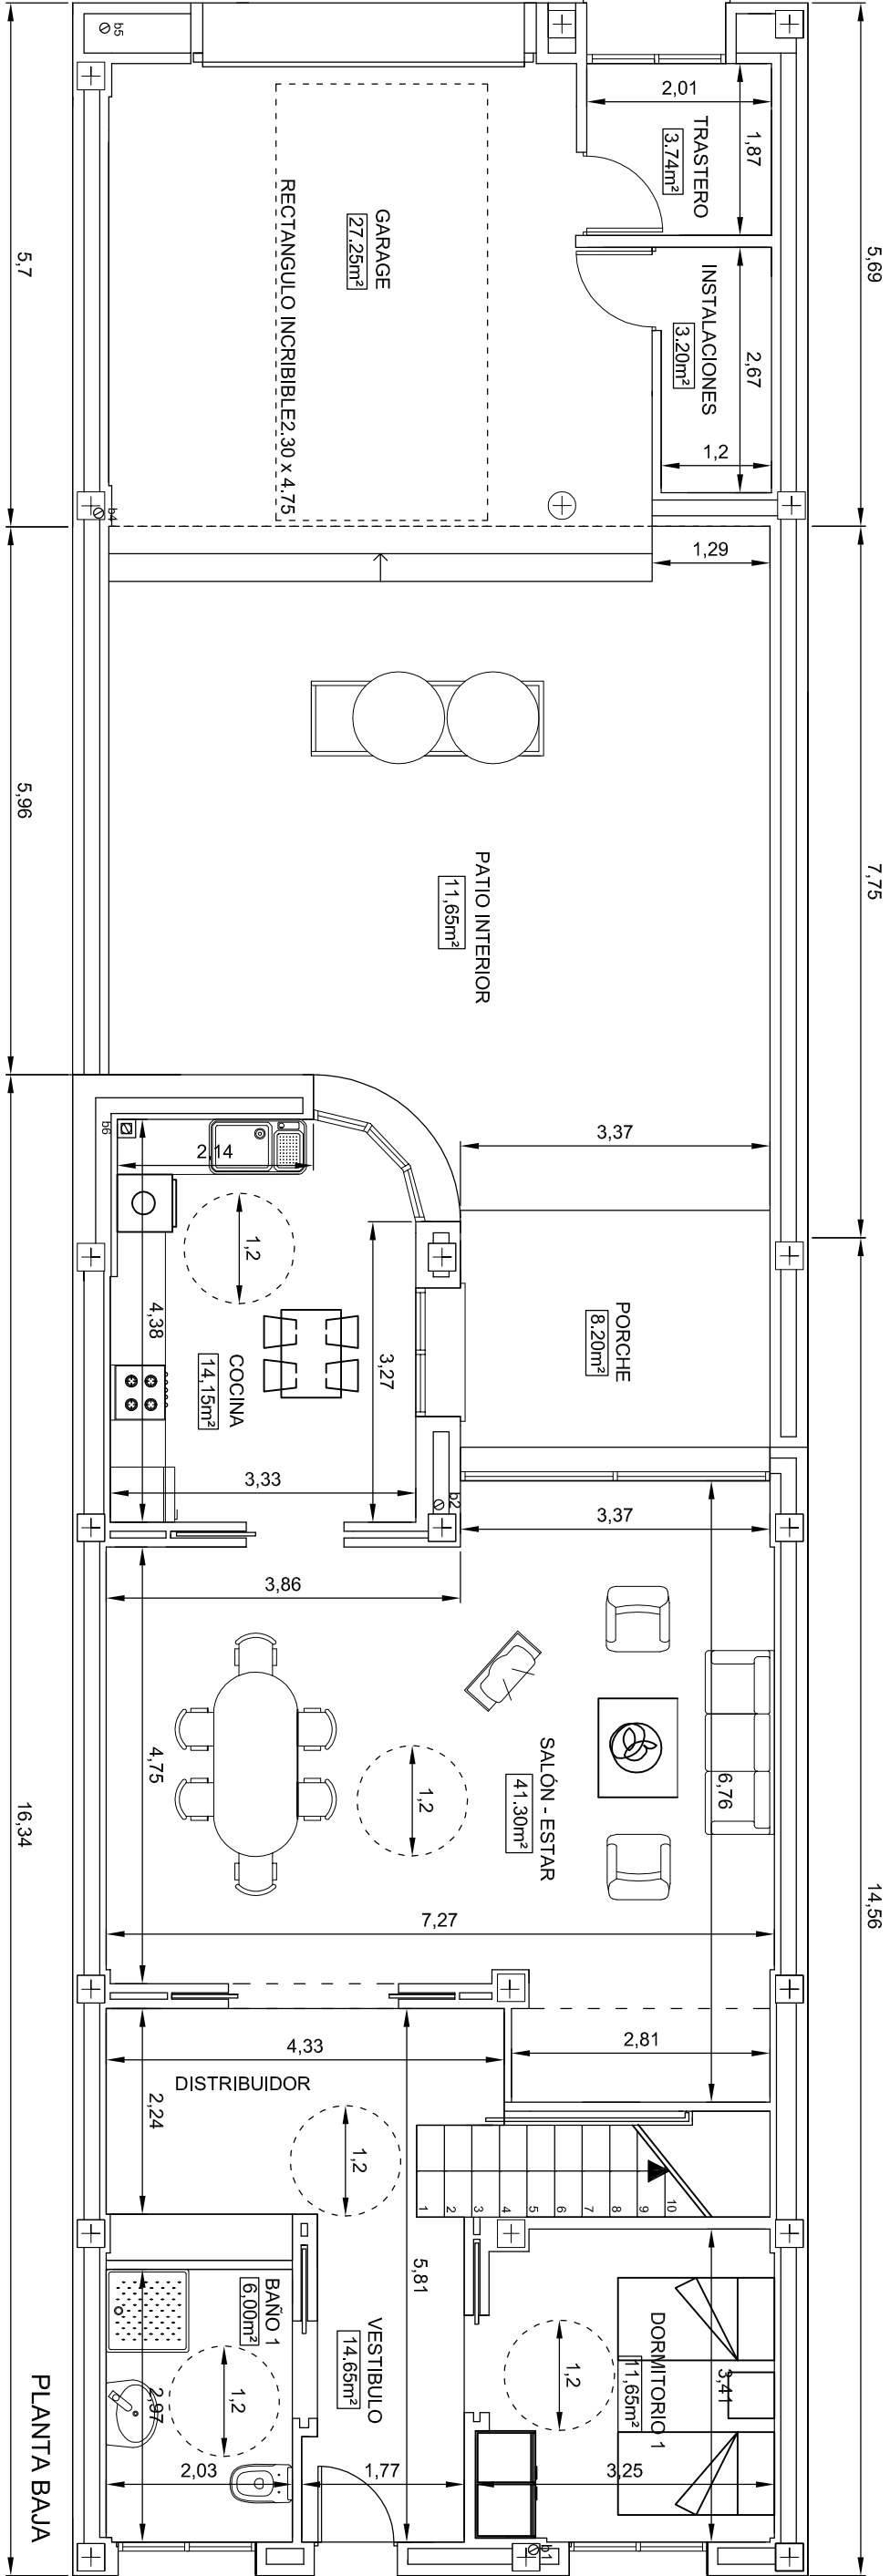 b5
2,01
1,87
TRASTERO
3.74m²
5,69
5,7
GARAGE
27.25m²
RECTANGULO INCRIBIBLE2.30 x 4.75
INSTALACIONES
3.20m²
2,67
1,2
b4
1,29
5,96
7,75
PATIO INTERIOR
11,65m²
3,37
b6
2,14
1,2
4,38
COCINA
14,15m²
3,27
3,33
PORCHE
8.20m²
b2
3,37
3,86
4,75
1,2
SALÓN - ESTAR
41.30m²
6,76
16,34
14,56
7,27
4,33
2,81
DISTRIBUIDOR
2,24
1,2
1
2
3
4
5
6
7
8
9
10
5,81
BAÑO 1
6,00m²
VESTIBULO
14.65m²
DORMITORIO 1
11,65m²
3,41
1,2
1,2
2,97
2,03
1,77
3,25
b1
PLANTA BAJA